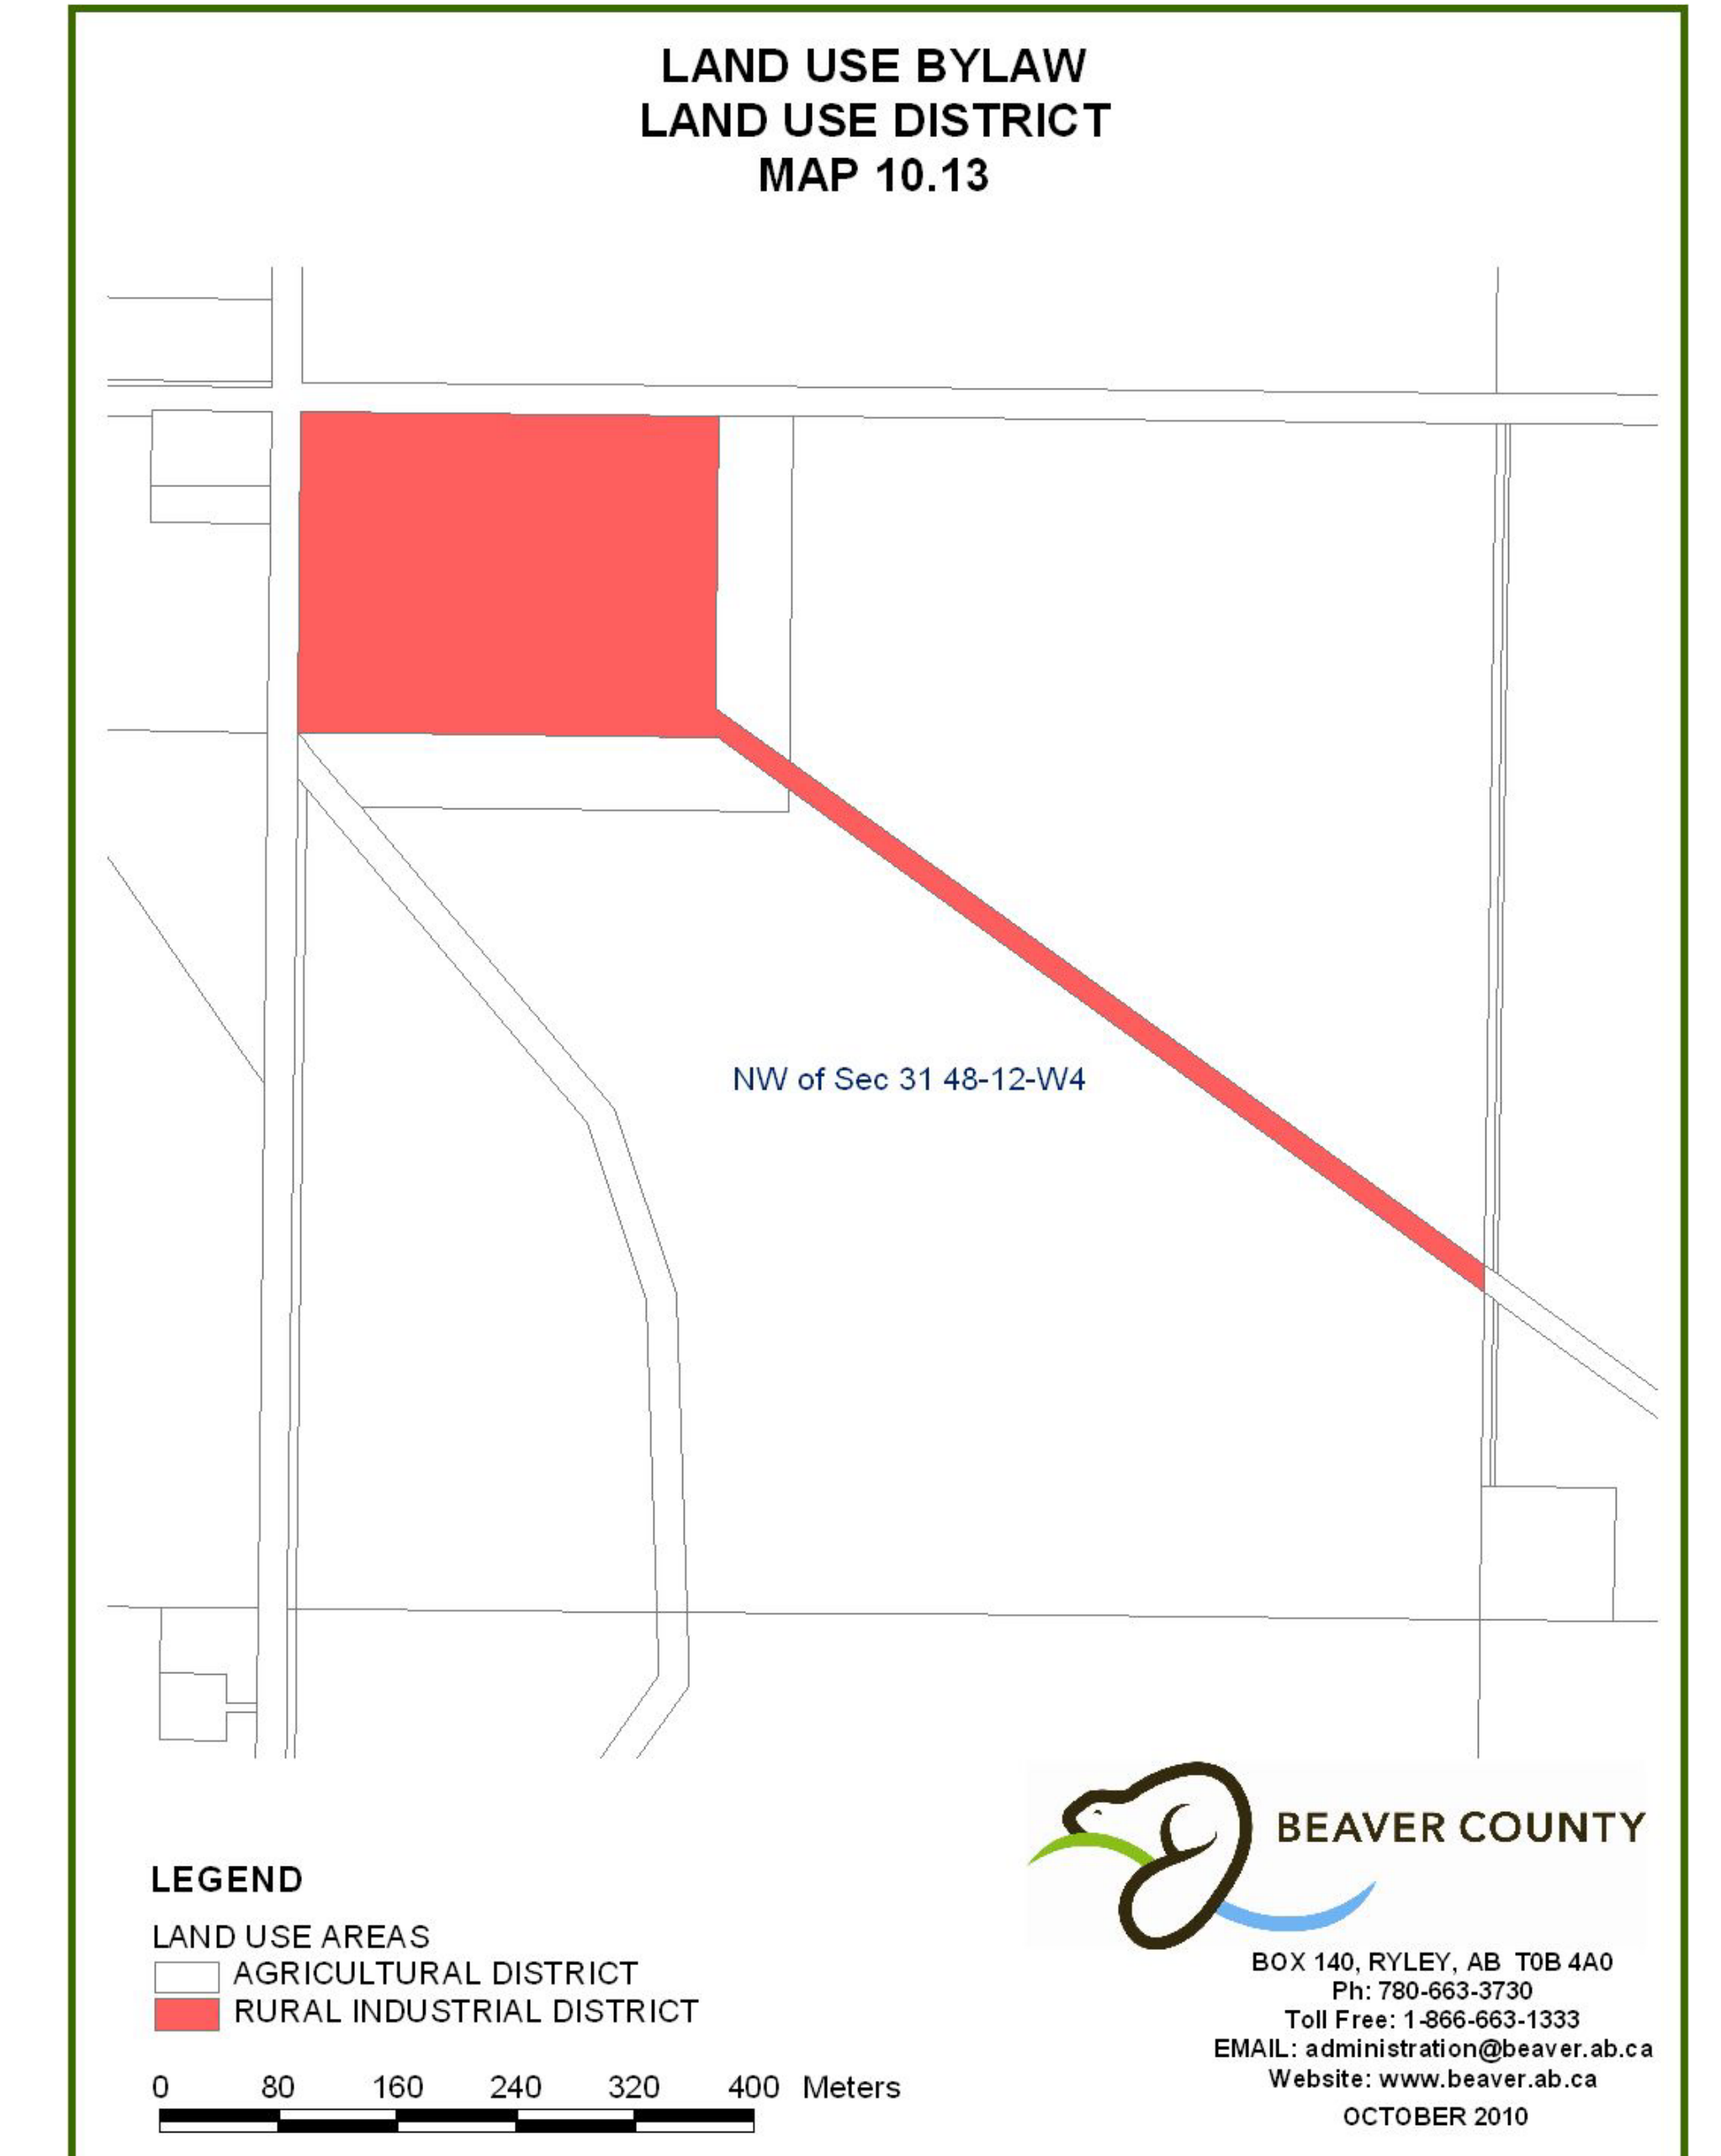 LAND USE BYLAW
LAND USE DISTRICT
MAP 10.13
NW of Sec 31 48-12-W4
BEAVER COUNTY
LEGEND
LAND USE AREAS
AGRICULTURAL DISTRICT
RURAL INDUSTRIAL DISTRICT
0 80 160 240 320 400 Meters
BOX 140, RYLEY, AB T0B 4A0
Ph: 780-663-3730
Toll Free: 1-866-663-1333
EMAIL: administration@beaver.ab.ca
Website: www.beaver.ab.ca
OCTOBER 2010